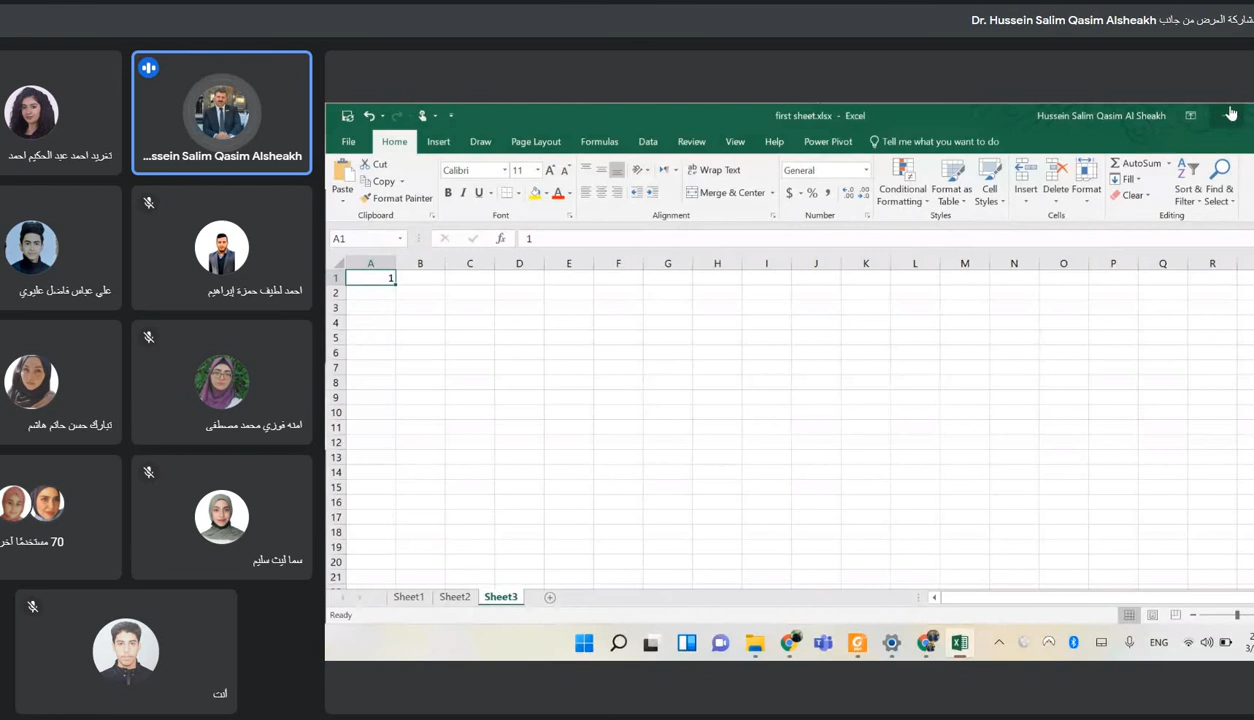 مشاركة العرض من جانب Dr. Hussein Salim Qasim Alsheakh
...ssein Salim Qasim Alsheakh
تغريد احمد عبد الحكيم احمد
احمد لطيف حمزة إبراهيم
علي عباس فاضل عليوي
امنه فوزي محمد مصطفى
تبارك حسن حاتم هاشم
سما ليث سليم
70 مستخدمًا آخر
أنت
first sheet.xlsx - Excel
Hussein Salim Qasim Al Sheakh
File Home Insert Draw Page Layout Formulas Data Review View Help Power Pivot Tell me what you want to do
Paste
Cut
Copy
Format Painter
Clipboard
Calibri 11
B I U
Font
Wrap Text
Merge & Center
Alignment
General
$ % ,
Number
Conditional Formatting
Format as Table
Cell Styles
Styles
Insert Delete Format
Cells
AutoSum
Fill
Clear
Sort & Filter
Find & Select
Editing
A1 fx 1
A B C D E F G H I J K L M N O P Q R
1 1
2
3
4
5
6
7
8
9
10
11
12
13
14
15
16
17
18
19
20
21
Sheet1 Sheet2 Sheet3
Ready
ENG